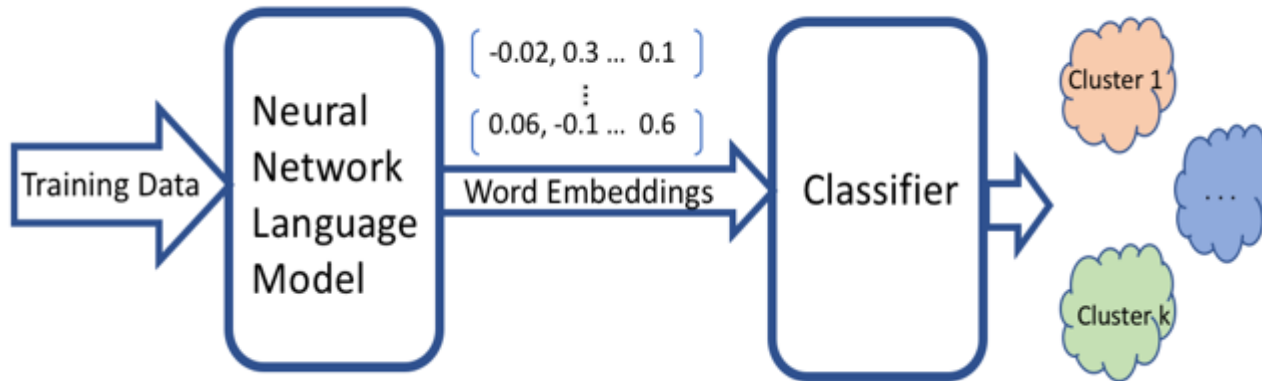 Training Data
Neural
Network
Language
Model
-0.02, 0.3 ... 0.1
⋮
0.06, -0.1 ... 0.6
Word Embeddings
Classifier
Cluster 1
...
Cluster k